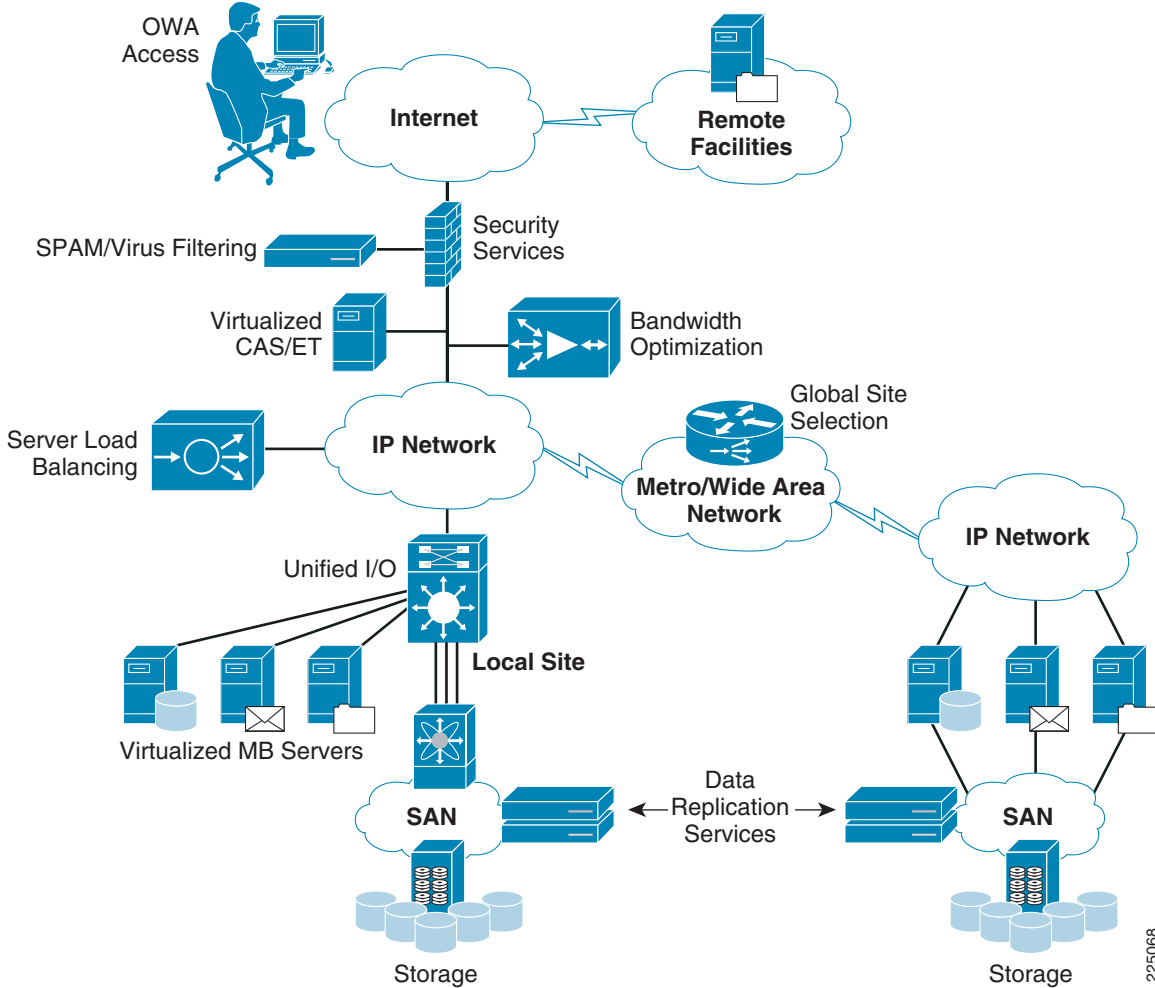 OWA
Access
Internet
Remote
Facilities
SPAM/Virus Filtering
Security
Services
Virtualized
CAS/ET
Bandwidth
Optimization
Global Site
Selection
Server Load
Balancing
IP Network
Metro/Wide Area
Network
IP Network
Unified I/O
Local Site
Virtualized MB Servers
Data
Replication
Services
SAN
SAN
Storage
Storage
225068